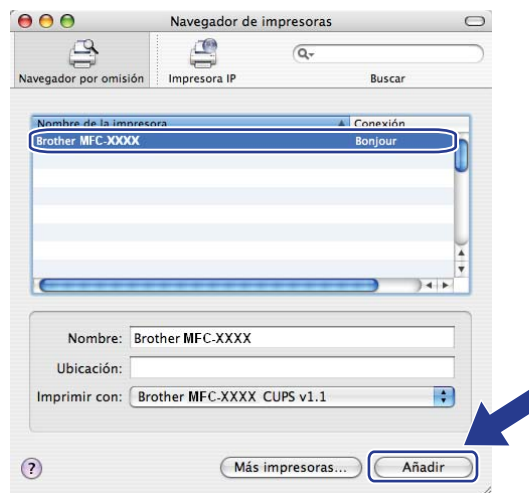 Navegador de impresoras
Navegador por omisión Impresora IP Buscar
Nombre de la impresora Conexión
Brother MFC-XXXX Bonjour
Nombre: Brother MFC-XXXX
Ubicación:
Imprimir con: Brother MFC-XXXX CUPS v1.1
? Más impresoras... Añadir